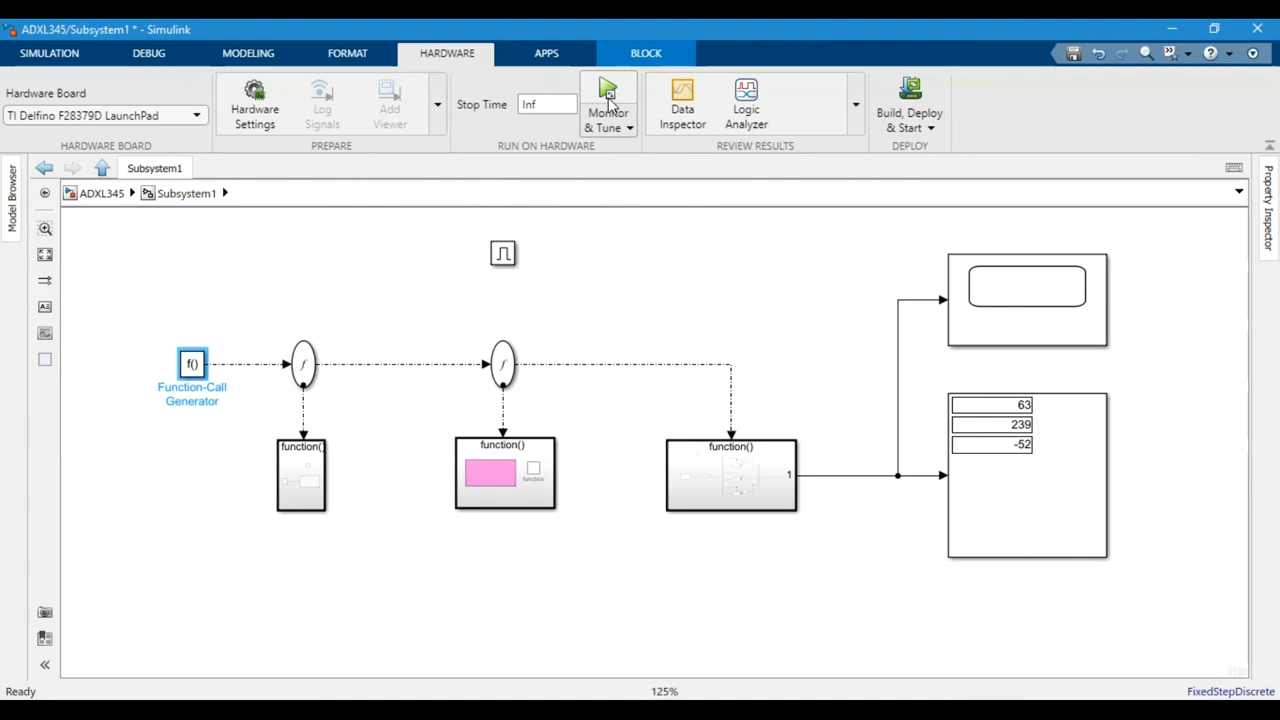 ADXL345/Subsystem1 * - Simulink
SIMULATION DEBUG MODELING FORMAT HARDWARE APPS BLOCK
Hardware Board
TI Delfino F28379D LaunchPad
HARDWARE BOARD
Hardware
Settings
Log
Signals
Add
Viewer
PREPARE
Stop Time Inf
Monitor
& Tune
RUN ON HARDWARE
Data
Inspector
Logic
Analyzer
REVIEW RESULTS
Build, Deploy
& Start
DEPLOY
Model Browser
Subsystem1
ADXL345 Subsystem1
Property Inspector
f()
Function-Call
Generator
f
f
function()
function()
function
function()
1
63
239
-52
Ready 125% FixedStepDiscrete